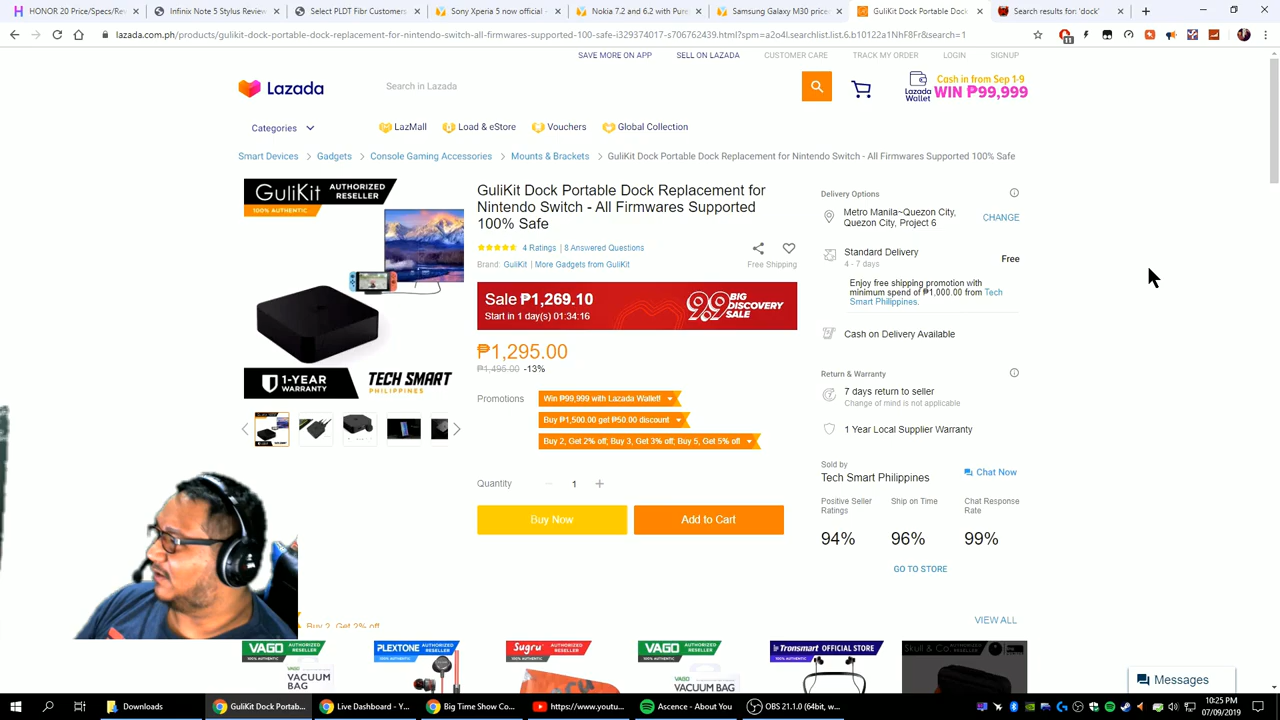 HONOR 20 Price/Specs/Rev
Infinix Note 5 Stylus Review
Select PLDT Fibr Customers
Sony Xperia 5 now official
Nokia 7.2 and 6.2 with Pure
Samsung Galaxy M30 price
GuliKit Portable Dock
Search results for 'dock'
lazada.com.ph/products/gulikit-dock-portable-dock-replacement-for-nintendo-switch-all-firmwares-supported-100-safe-i329374017-s706762439.html?spm=a2o4l.searchlist.list.6.b10122a1NhF8Fr&search=1
11
SAVE MORE ON APP
SELL ON LAZADA
CUSTOMER CARE
TRACK MY ORDER
LOGIN
SIGNUP
Lazada
Search in Lazada
Lazada Wallet
Cash in from Sep 1-9
WIN ₱99,999
Categories
LazMall
Load & eStore
Vouchers
Global Collection
Smart Devices > Gadgets > Console Gaming Accessories > Mounts & Brackets > GuliKit Dock Portable Dock Replacement for Nintendo Switch - All Firmwares Supported 100% Safe
GuliKit AUTHORIZED RESELLER
100% AUTHENTIC
1-YEAR WARRANTY
TECH SMART
PHILIPPINES
GuliKit Dock Portable Dock Replacement for
Nintendo Switch - All Firmwares Supported
100% Safe
4 Ratings | 8 Answered Questions
Brand: GuliKit | More Gadgets from GuliKit
Free Shipping
Sale ₱1,269.10
Start in 1 day(s) 01:34:16
9.9 BIG DISCOVERY SALE
₱1,295.00
₱1,495.00 -13%
Promotions
Win ₱99,999 with Lazada Wallet!
Buy ₱1,500.00 get ₱50.00 discount
Buy 2, Get 2% off; Buy 3, Get 3% off; Buy 5, Get 5% off
Quantity
1
Buy Now
Add to Cart
Delivery Options
Metro Manila~Quezon City,
Quezon City, Project 6
CHANGE
Standard Delivery
4 - 7 days
Free
Enjoy free shipping promotion with
minimum spend of ₱1,000.00 from Tech
Smart Philippines.
Cash on Delivery Available
Return & Warranty
7 days return to seller
Change of mind is not applicable
1 Year Local Supplier Warranty
Sold by
Tech Smart Philippines
Chat Now
Positive Seller Ratings
Ship on Time
Chat Response Rate
94%
96%
99%
GO TO STORE
Buy 2, Get 2% off
VIEW ALL
VAGO AUTHORIZED RESELLER
100% AUTHENTIC
VAGO
VACUUM
BAG
PLEXTONE AUTHORIZED RESELLER
100% AUTHENTIC
Sugru AUTHORIZED RESELLER
100% AUTHENTIC
VAGO AUTHORIZED RESELLER
100% AUTHENTIC
VAGO
VACUUM
BAG
Tronsmart OFFICIAL STORE
100% AUTHENTIC
Skull & Co
Messages
Downloads
GuliKit Dock Portab...
Live Dashboard - Y...
Big Time Show Co...
https://www.youtu...
Ascence - About You
OBS 21.1.0 (64bit, w...
10:25 PM
07/09/2019